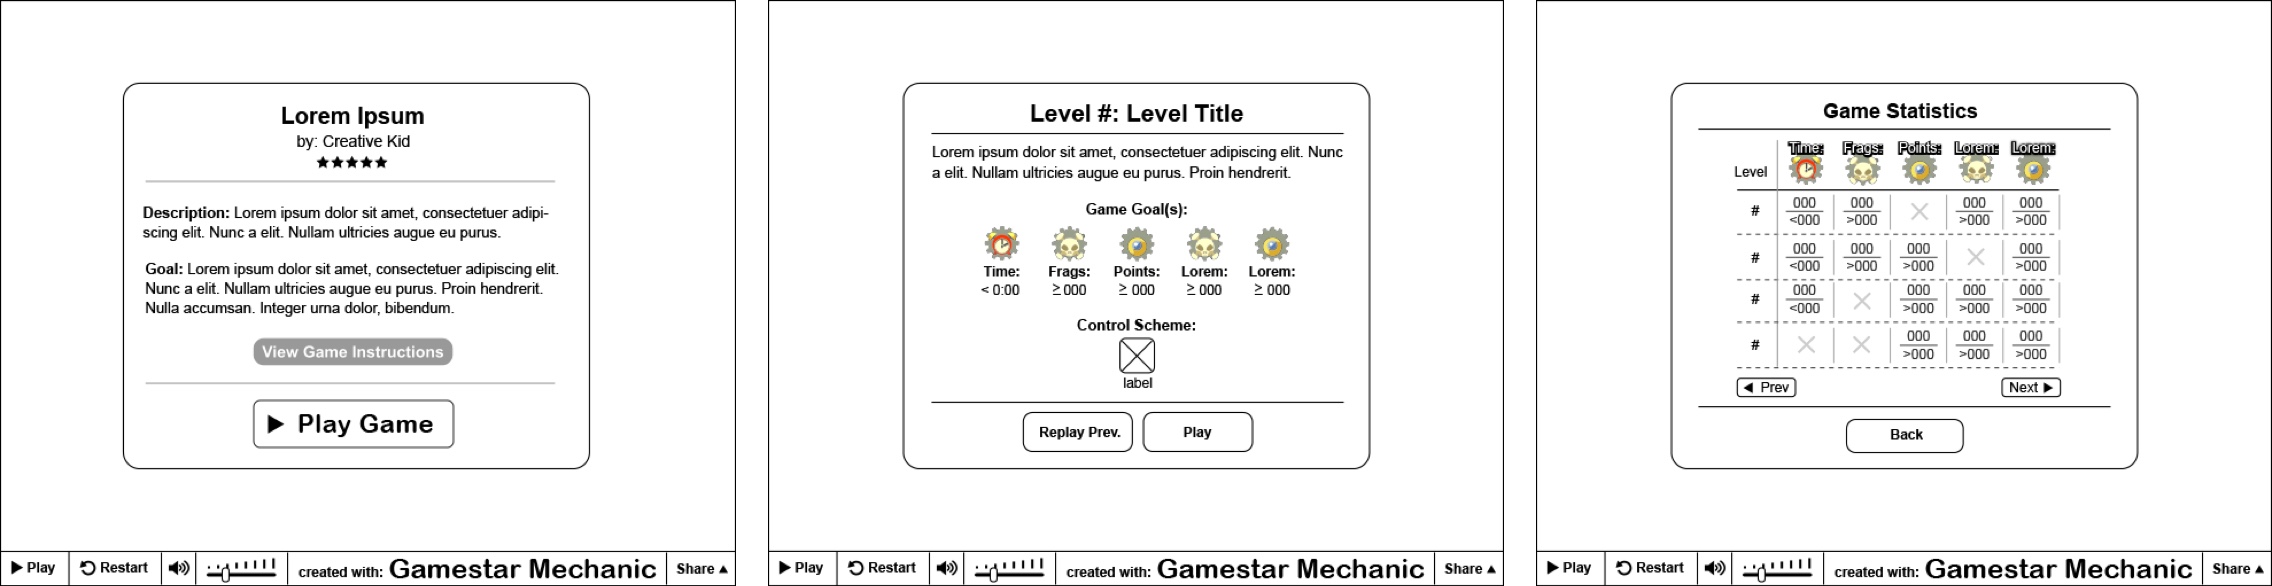 Lorem Ipsum
by: Creative Kid
★★★★★
Description: Lorem ipsum dolor sit amet, consectetuer adipi-
scing elit. Nunc a elit. Nullam ultricies augue eu purus.
Goal: Lorem ipsum dolor sit amet, consectetuer adipiscing elit.
Nunc a elit. Nullam ultricies augue eu purus. Proin hendrerit.
Nulla accumsan. Integer urna dolor, bibendum.
View Game Instructions
▶ Play Game
▶ Play Restart created with: Gamestar Mechanic Share ▲
Level #: Level Title
Lorem ipsum dolor sit amet, consectetuer adipiscing elit. Nunc
a elit. Nullam ultricies augue eu purus. Proin hendrerit.
Game Goal(s):
Time: Frags: Points: Lorem: Lorem:
< 0:00 ≥ 000 ≥ 000 ≥ 000 ≥ 000
Control Scheme:
label
Replay Prev. Play
▶ Play Restart created with: Gamestar Mechanic Share ▲
Game Statistics
Time: Frags: Points: Lorem: Lorem:
Level
000 000 000 000
# ✕
<000 >000 >000 >000
000 000 000 000
# ✕
<000 >000 >000 >000
000 000 000 000
# ✕
<000 >000 >000 >000
000 000 000
# ✕ ✕
>000 >000 >000
◀ Prev Next ▶
Back
▶ Play Restart created with: Gamestar Mechanic Share ▲